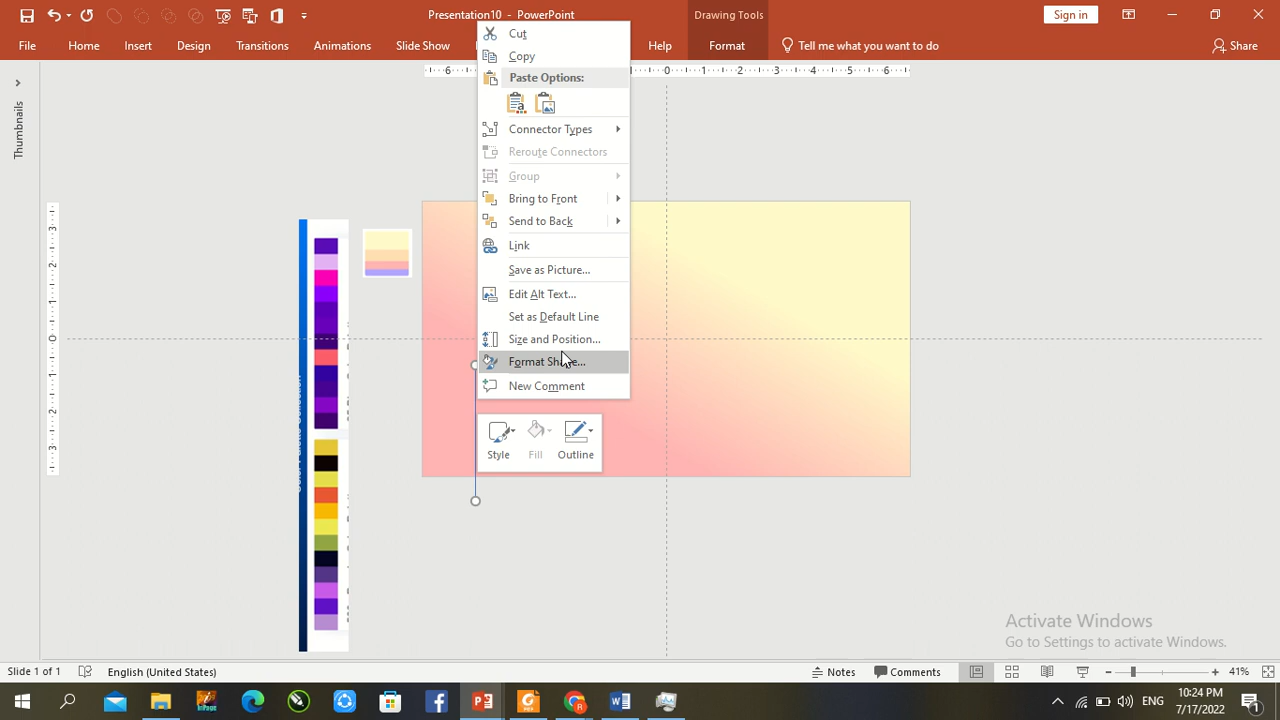 Presentation10 - PowerPoint
Drawing Tools
Sign in
File
Home
Insert
Design
Transitions
Animations
Slide Show
Help
Format
Tell me what you want to do
Share
Thumbnails
Cut
Copy
Paste Options:
Connector Types
Reroute Connectors
Group
Bring to Front
Send to Back
Link
Save as Picture...
Edit Alt Text...
Set as Default Line
Size and Position...
Format Sh
New Comment
Style
Fill
Outline
Activate Windows
Go to Settings to activate Windows.
Slide 1 of 1
English (United States)
Notes
Comments
41%
ENG
10:24 PM
7/17/2022